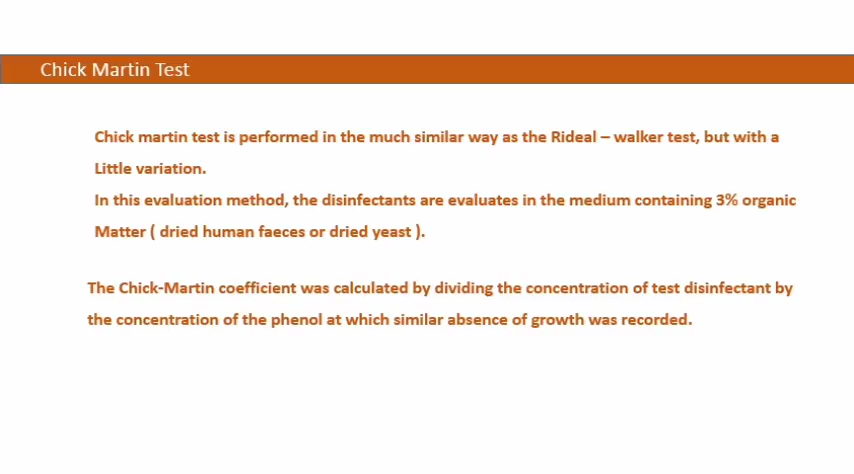 Chick Martin Test
Chick martin test is performed in the much similar way as the Rideal – walker test, but with a
Little variation.
In this evaluation method, the disinfectants are evaluates in the medium containing 3% organic
Matter ( dried human faeces or dried yeast ).
The Chick-Martin coefficient was calculated by dividing the concentration of test disinfectant by
the concentration of the phenol at which similar absence of growth was recorded.